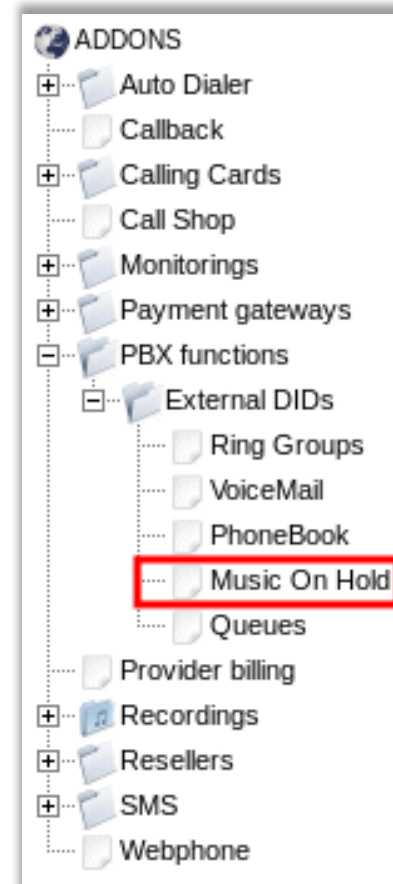 ADDONS
Auto Dialer
Callback
Calling Cards
Call Shop
Monitorings
Payment gateways
PBX functions
External DIDs
Ring Groups
VoiceMail
PhoneBook
Music On Hold
Queues
Provider billing
Recordings
Resellers
SMS
Webphone